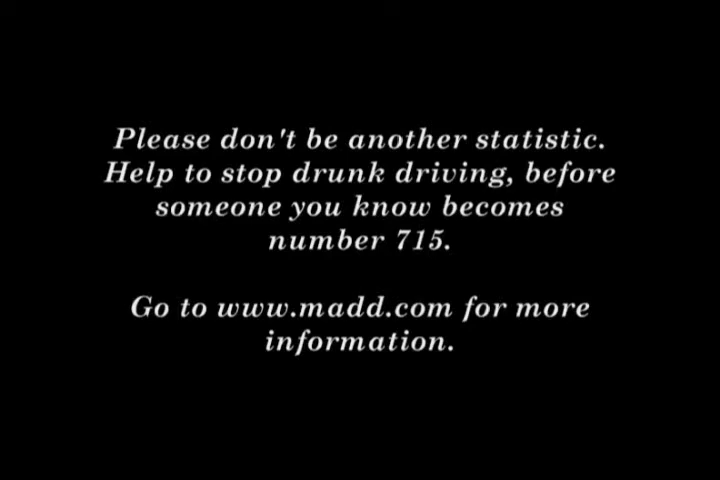 Please don't be another statistic.
Help to stop drunk driving, before
someone you know becomes
number 715.
Go to www.madd.com for more
information.